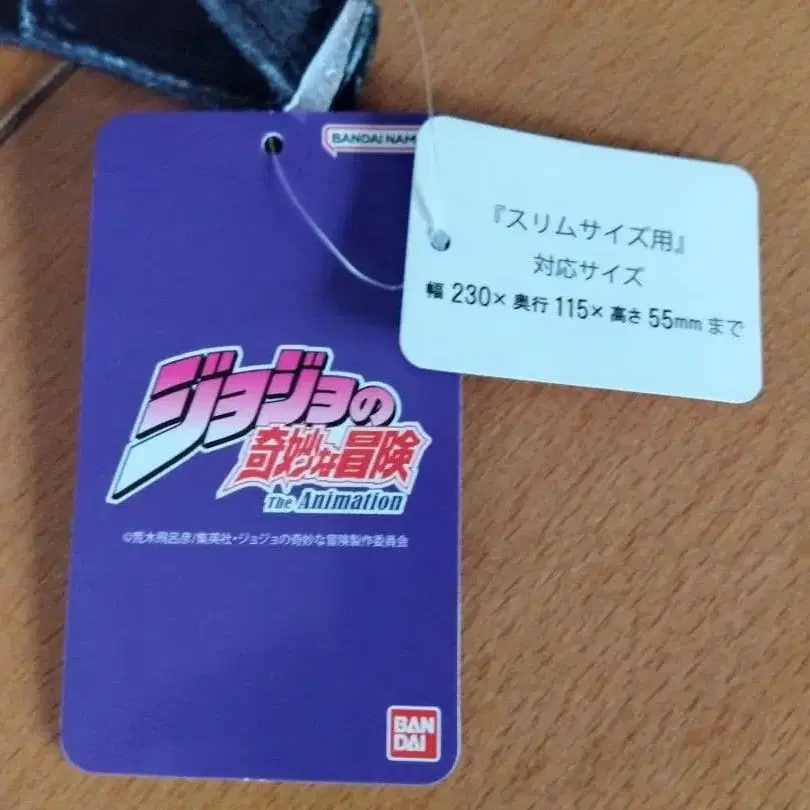 BANDAI NAM
『スリムサイズ用』
対応サイズ
幅 230× 奥行 115× 高さ 55mm まで
ジョジョの
奇妙な冒険
The Animation
©荒木飛呂彦/集英社・ジョジョの奇妙な冒険製作委員会
BAN
DAI